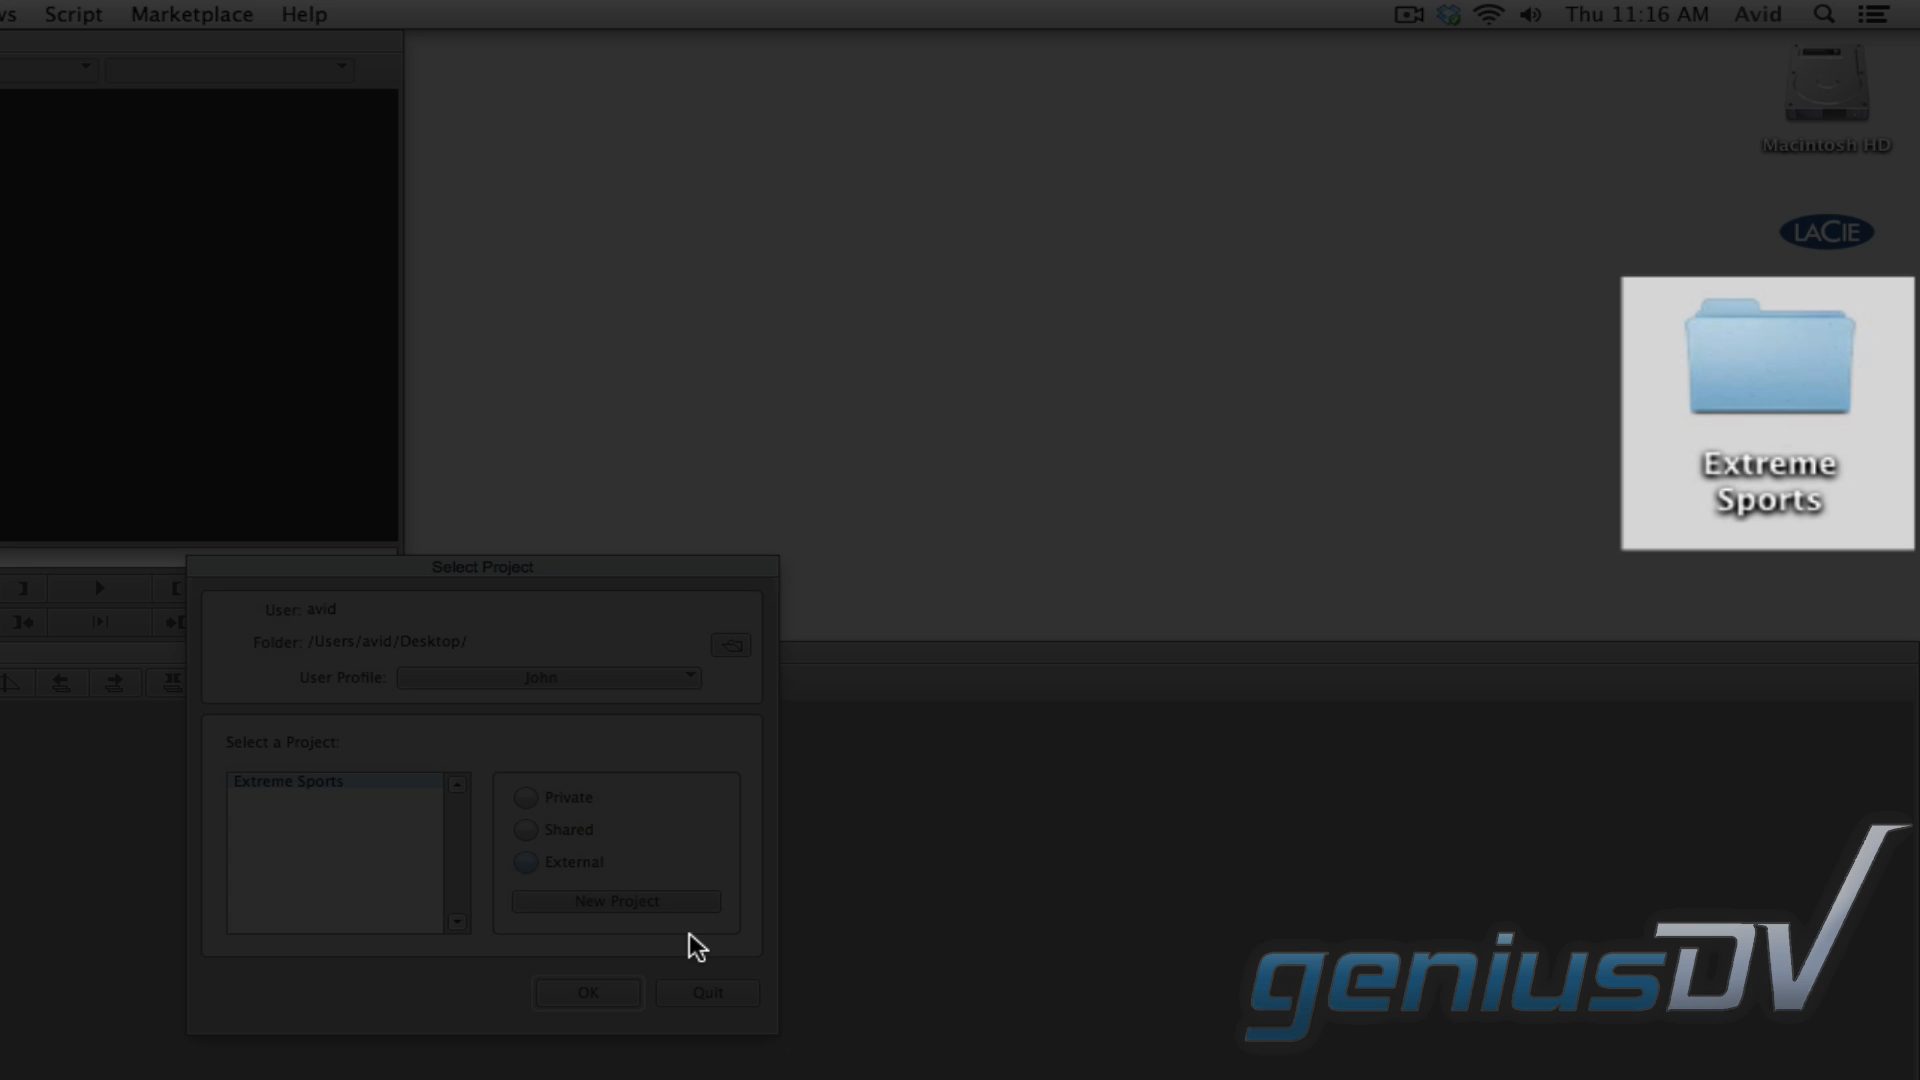 vs Script Marketplace Help
Thu 11:16 AM Avid
Macintosh HD
LACIE
Extreme
Sports
Select Project
User: avid
Folder: /Users/avid/Desktop/
User Profile: John
Select a Project:
Extreme Sports
Private
Shared
External
New Project
OK Quit
geniusDV